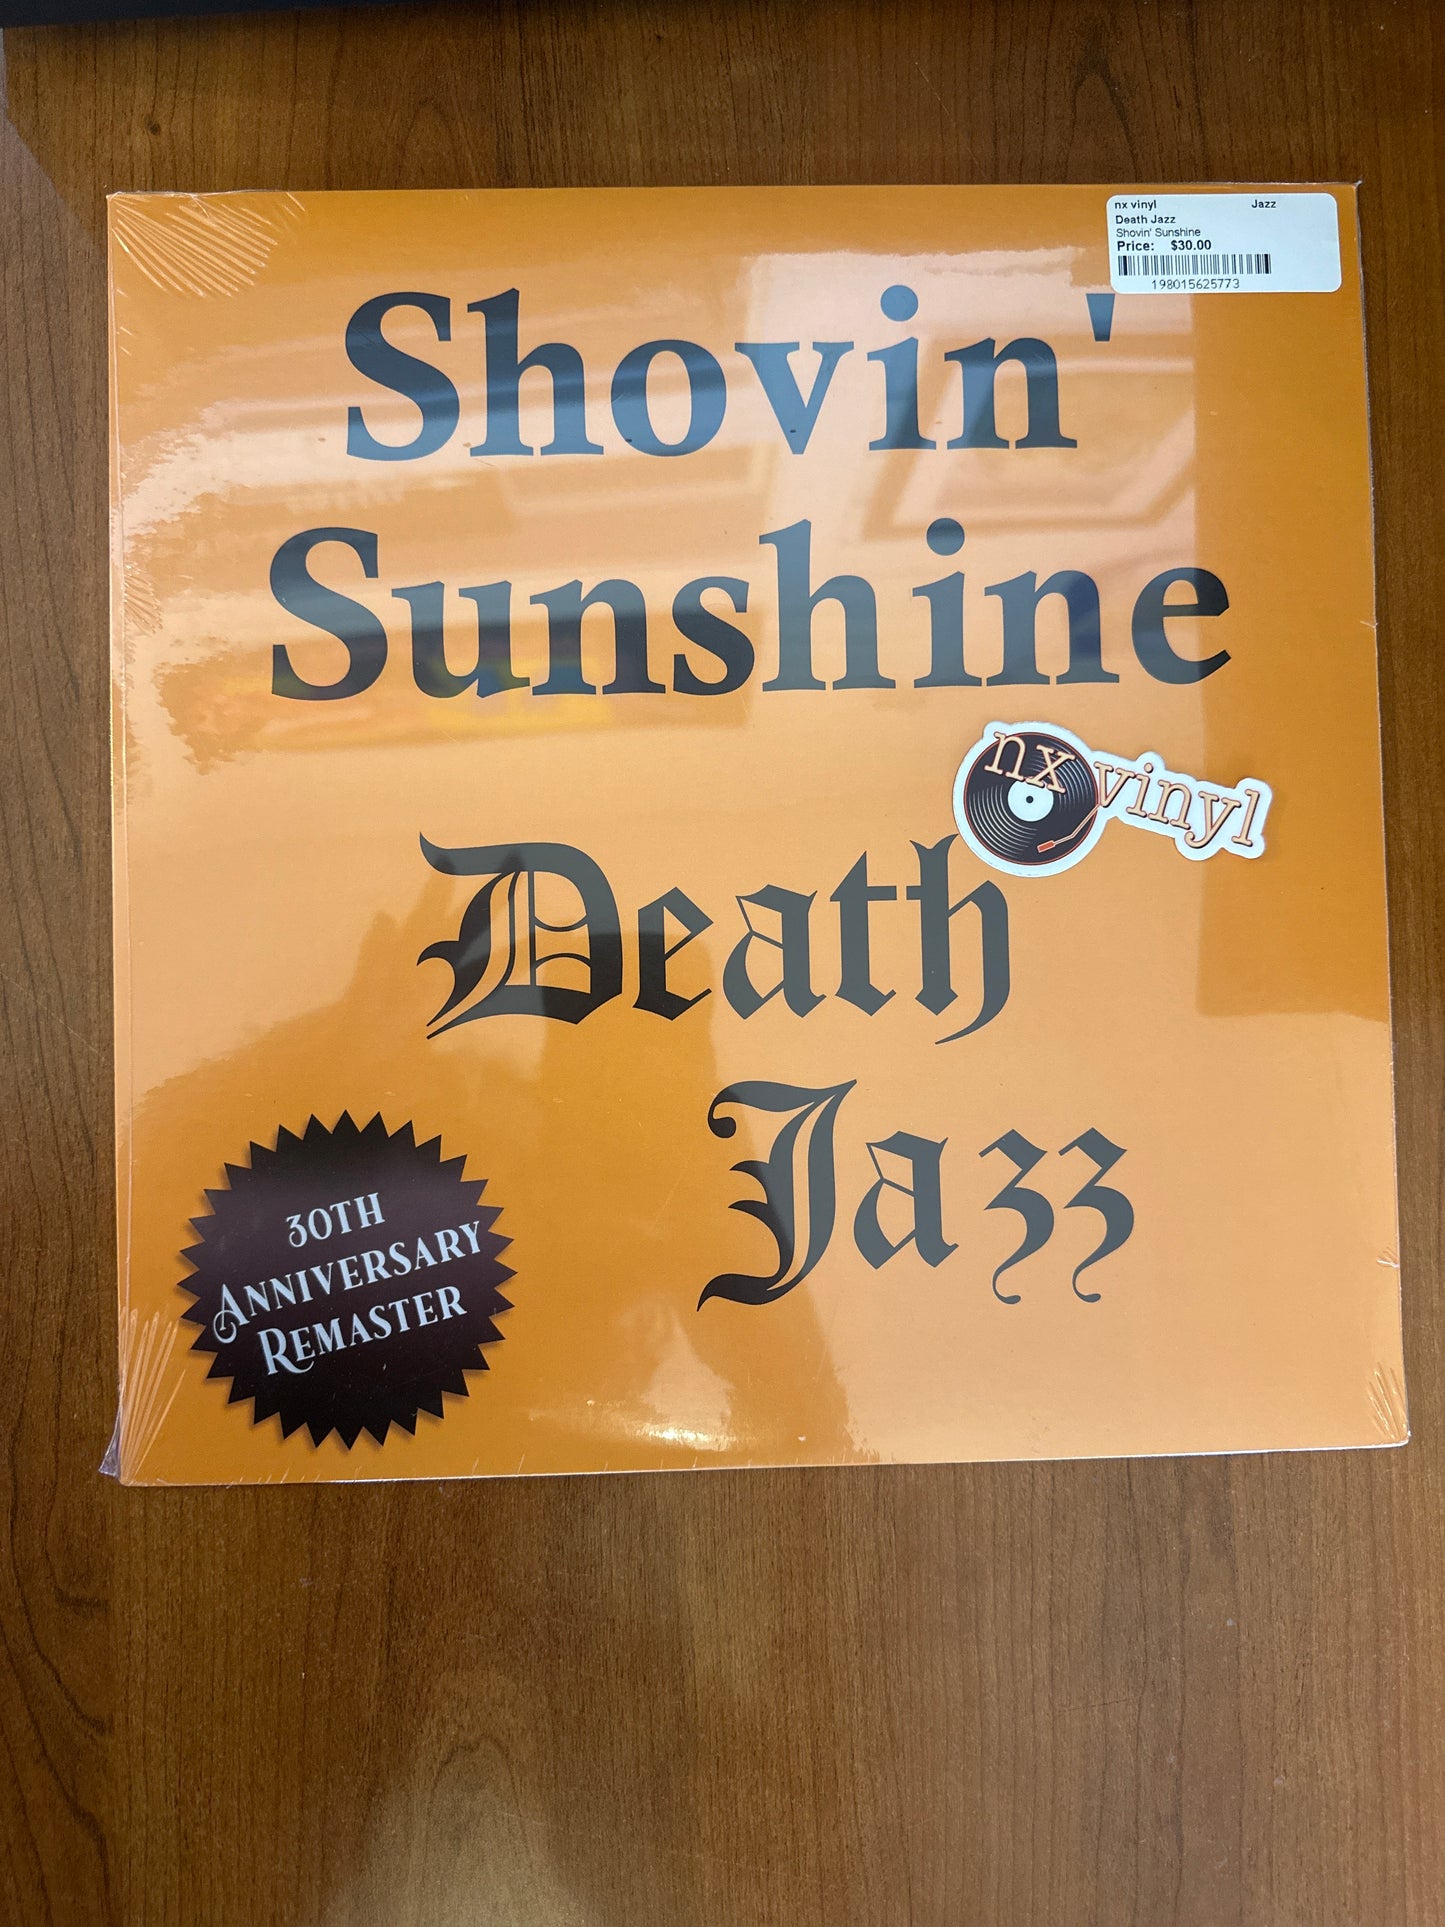 nx vinyl Jazz
Death Jazz
Shovin' Sunshine
Price: $30.00
198015625773
Shovin'
Sunshine
nx vinyl
Death
Jazz
30TH
ANNIVERSARY
REMASTER